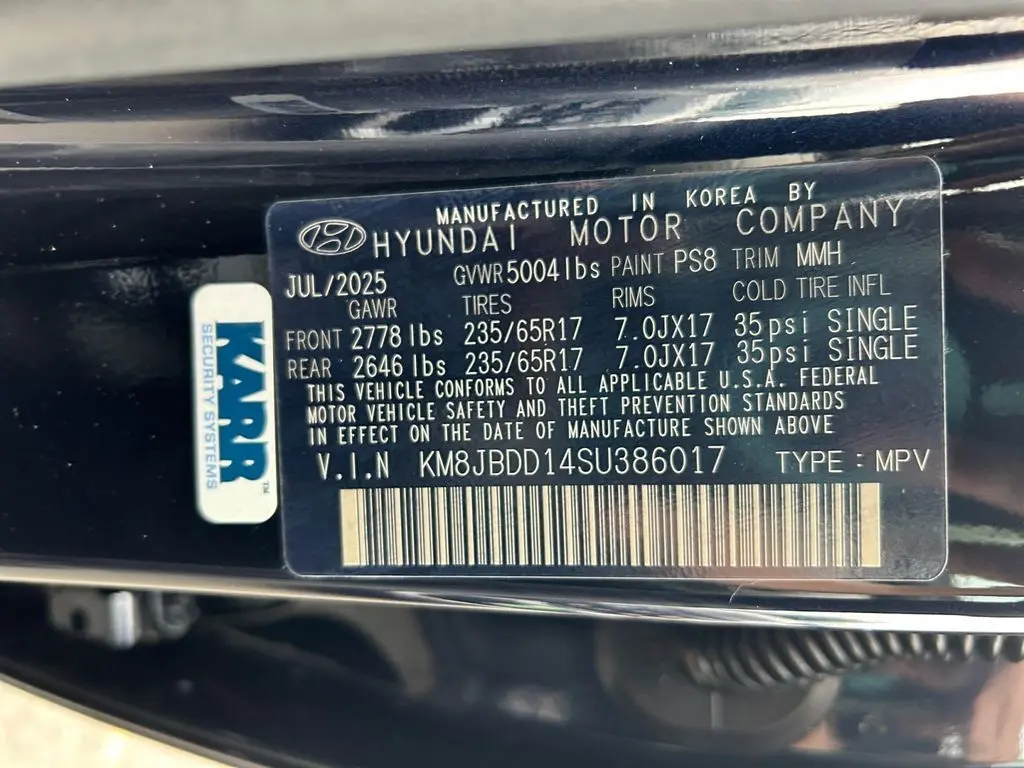 MANUFACTURED IN KOREA BY
HYUNDAI MOTOR COMPANY
JUL/2025 GVWR 5004lbs PAINT PS8 TRIM MMH
GAWR TIRES RIMS COLD TIRE INFL
FRONT 2778 lbs 235/65R17 7.0JX17 35psi SINGLE
REAR 2646 lbs 235/65R17 7.0JX17 35psi SINGLE
THIS VEHICLE CONFORMS TO ALL APPLICABLE U.S.A. FEDERAL
MOTOR VEHICLE SAFETY AND THEFT PREVENTION STANDARDS
IN EFFECT ON THE DATE OF MANUFACTURE SHOWN ABOVE
V.I.N KM8JBDD14SU386017 TYPE : MPV
KARR™
SECURITY SYSTEMS